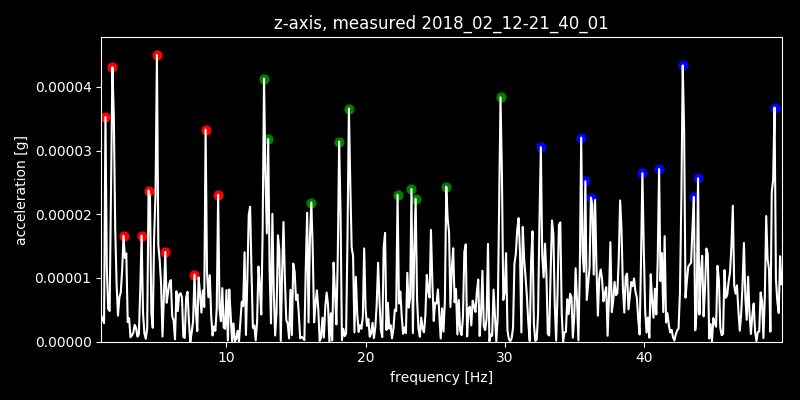 z-axis, measured 2018_02_12-21_40_01
0.00004
0.00003
0.00002
0.00001
0.00000
acceleration [g]
10 20 30 40
frequency [Hz]